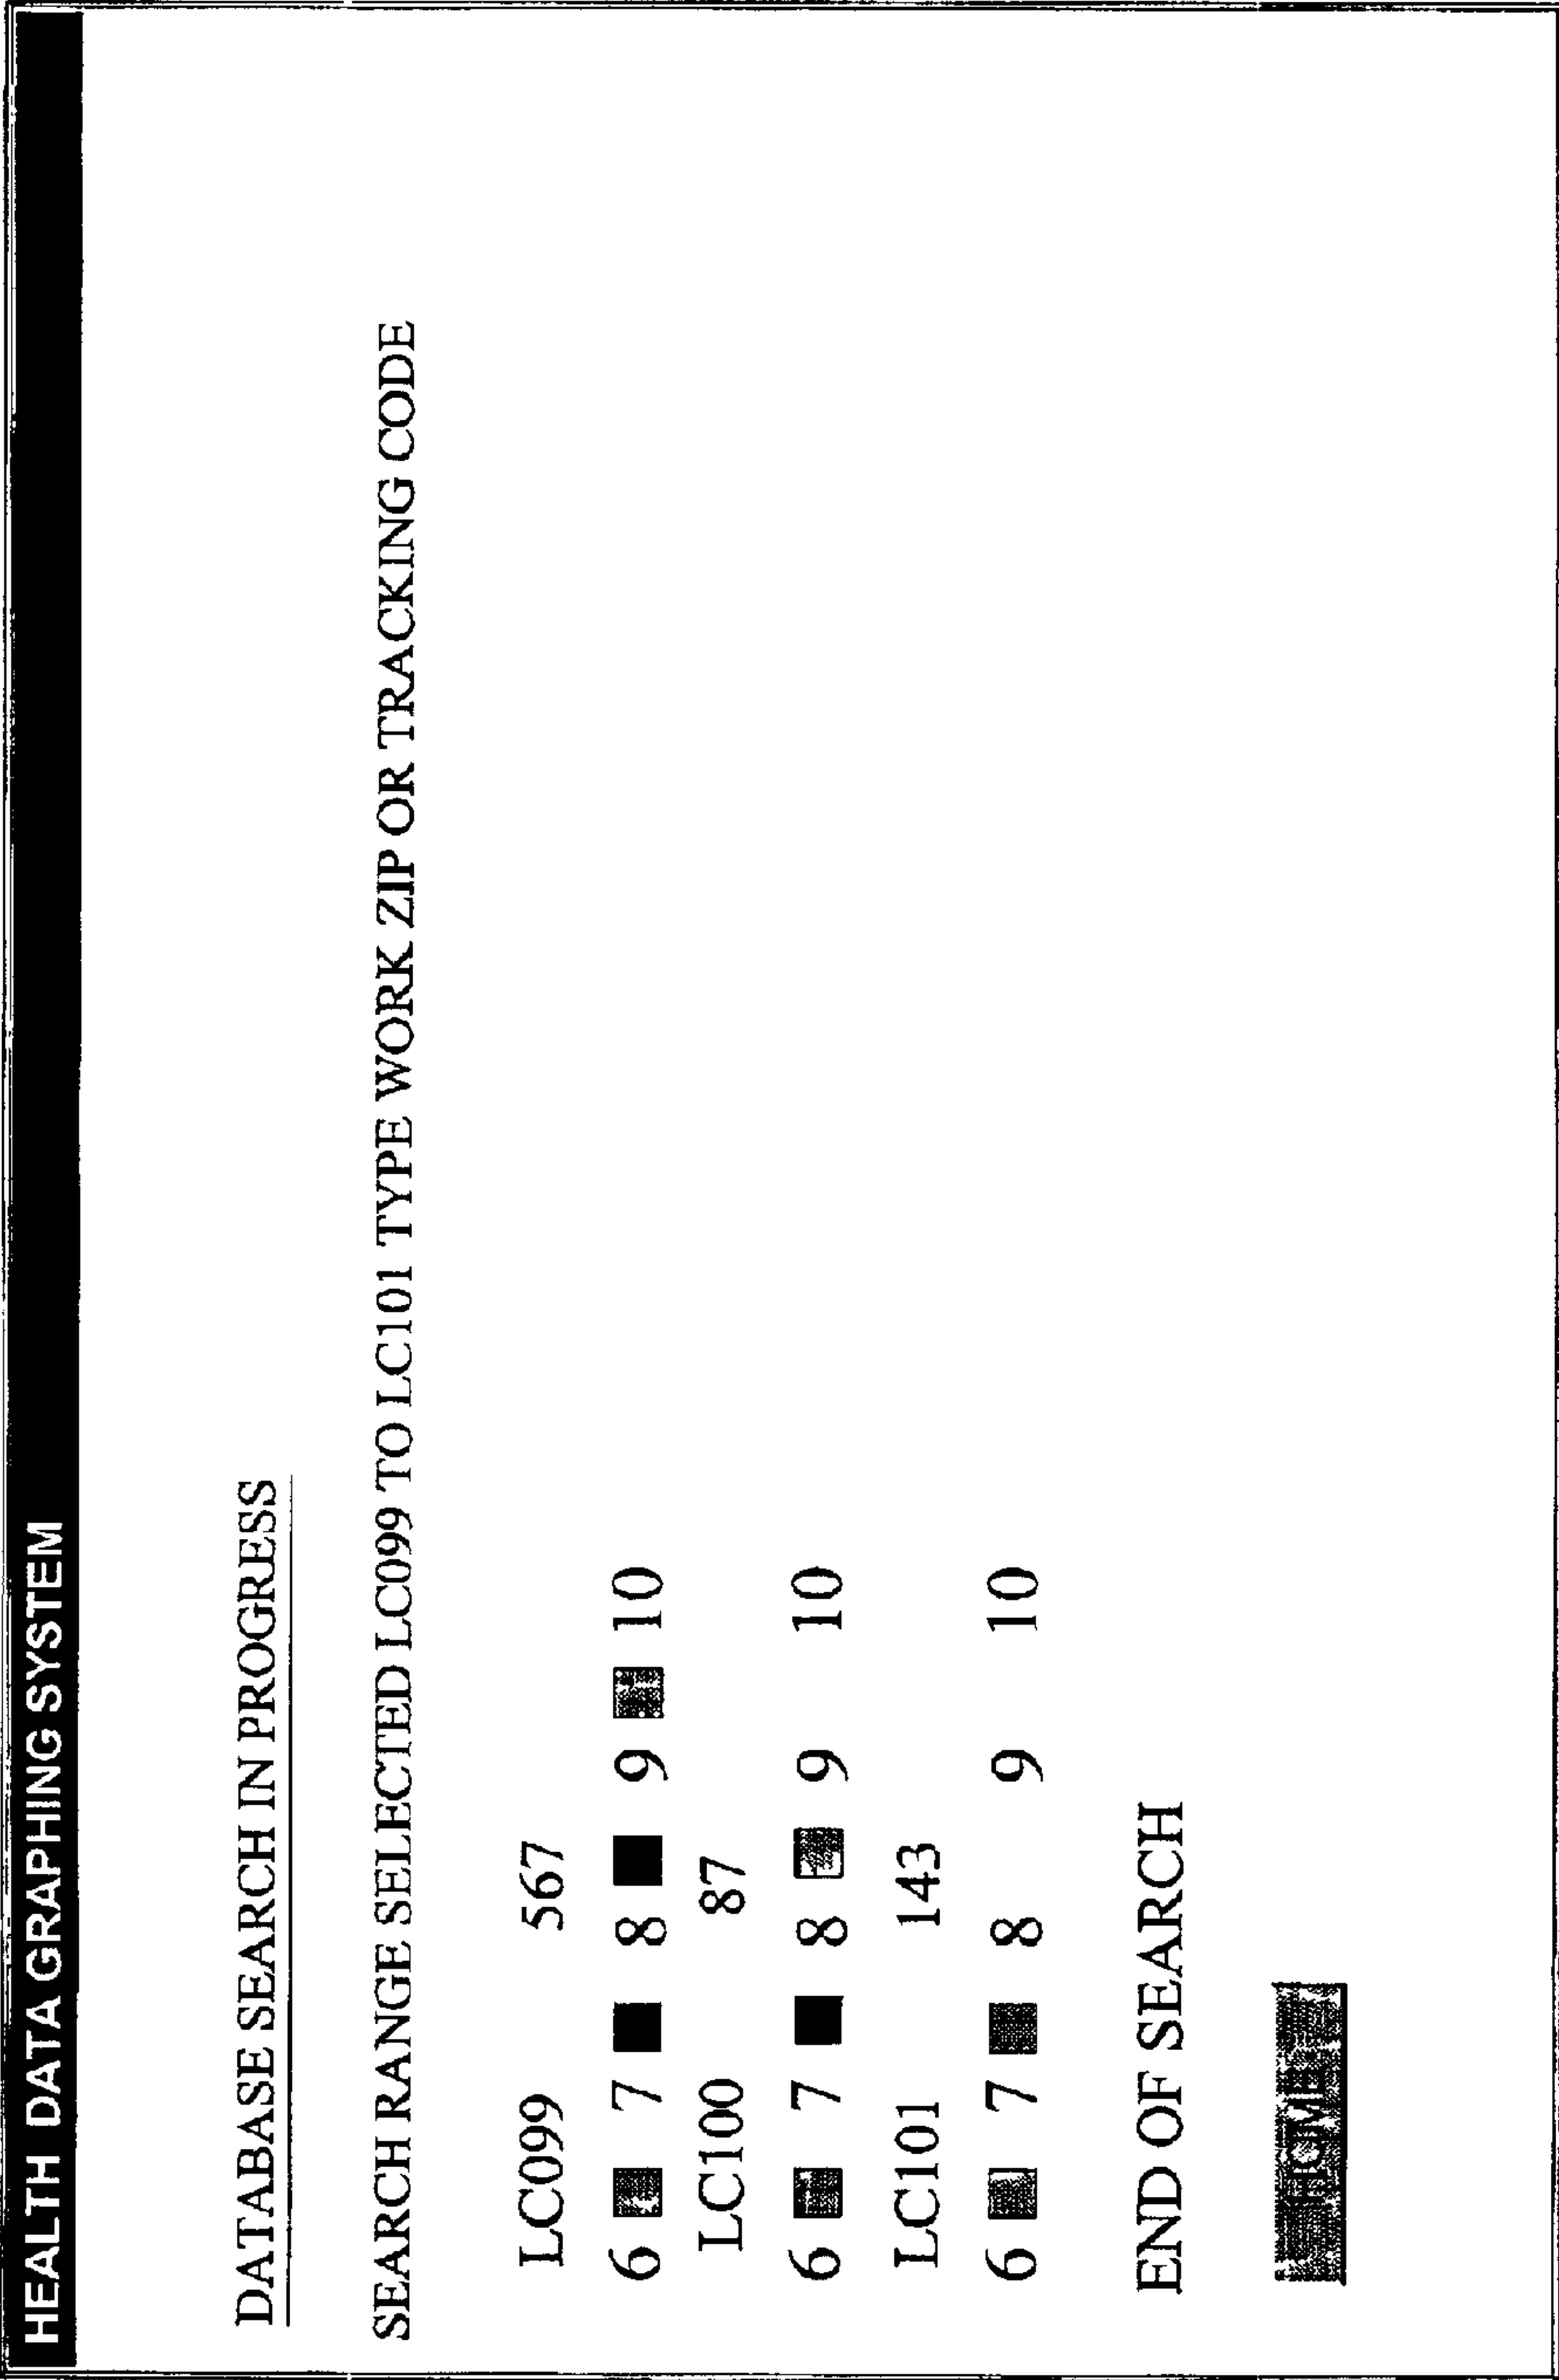 HEALTH DATA GRAPHING SYSTEM
DATABASE SEARCH IN PROGRESS
SEARCH RANGE SELECTED LC099 TO LC101 TYPE WORK ZIP OR TRACKING CODE
LC099 567
6 7 8 9 10
LC100 87
6 7 8 9 10
LC101 143
6 7 8 9 10
END OF SEARCH
HOME